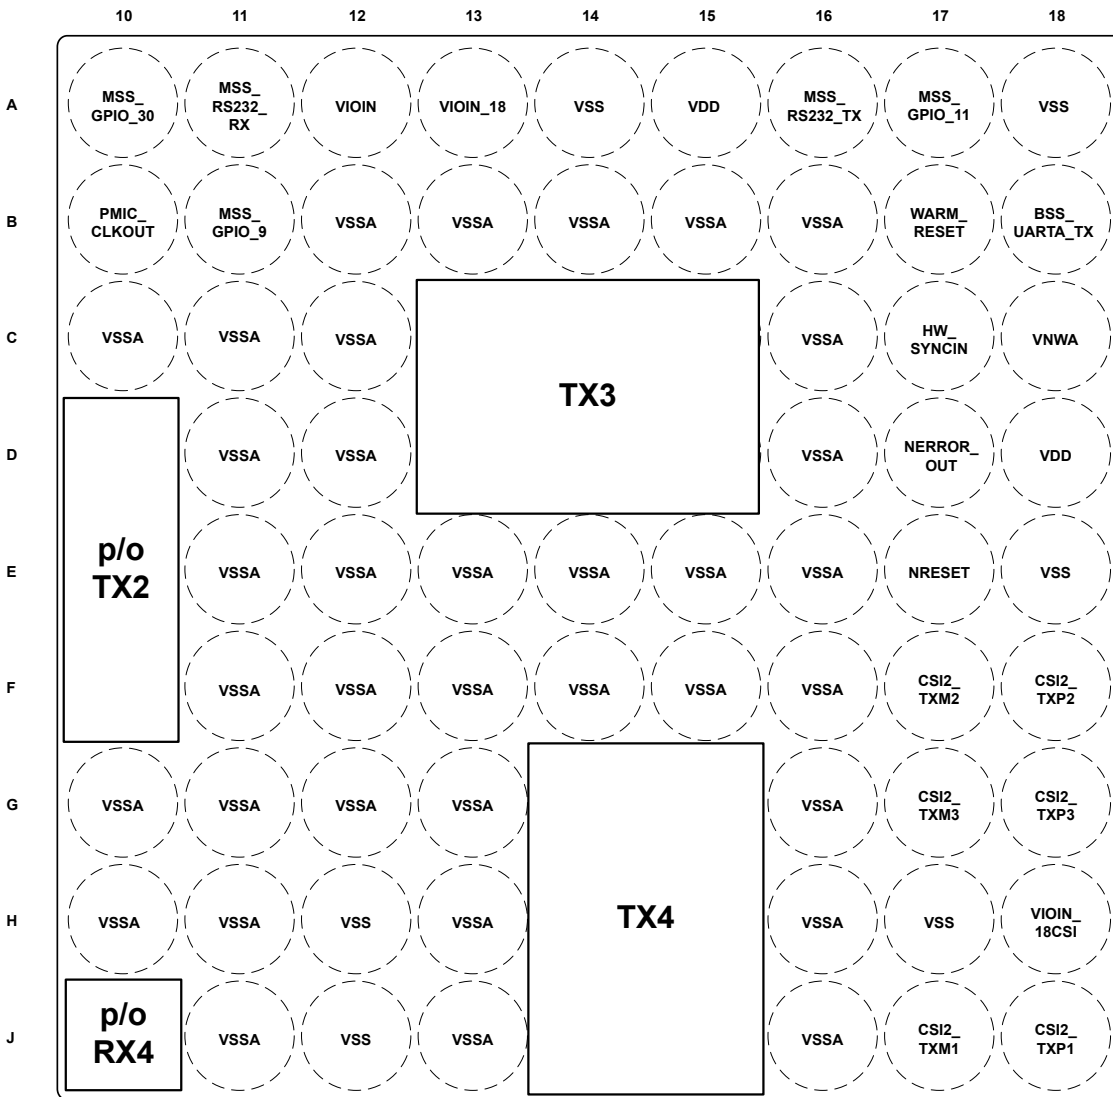 10 11 12 13 14 15 16 17 18
A
MSS_
GPIO_30
MSS_
RS232_
RX
VIOIN
VIOIN_18
VSS
VDD
MSS_
RS232_TX
MSS_
GPIO_11
VSS
B
PMIC_
CLKOUT
MSS_
GPIO_9
VSSA
VSSA
VSSA
VSSA
VSSA
WARM_
RESET
BSS_
UARTA_TX
C
VSSA
VSSA
VSSA
TX3
VSSA
HW_
SYNCIN
VNWA
D
VSSA
VSSA
VSSA
NERROR_
OUT
VDD
E
p/o
TX2
VSSA
VSSA
VSSA
VSSA
VSSA
VSSA
NRESET
VSS
F
VSSA
VSSA
VSSA
VSSA
VSSA
VSSA
CSI2_
TXM2
CSI2_
TXP2
G
VSSA
VSSA
VSSA
VSSA
VSSA
CSI2_
TXM3
CSI2_
TXP3
H
VSSA
VSSA
VSS
VSSA
TX4
VSSA
VSS
VIOIN_
18CSI
J
p/o
RX4
VSSA
VSS
VSSA
VSSA
CSI2_
TXM1
CSI2_
TXP1